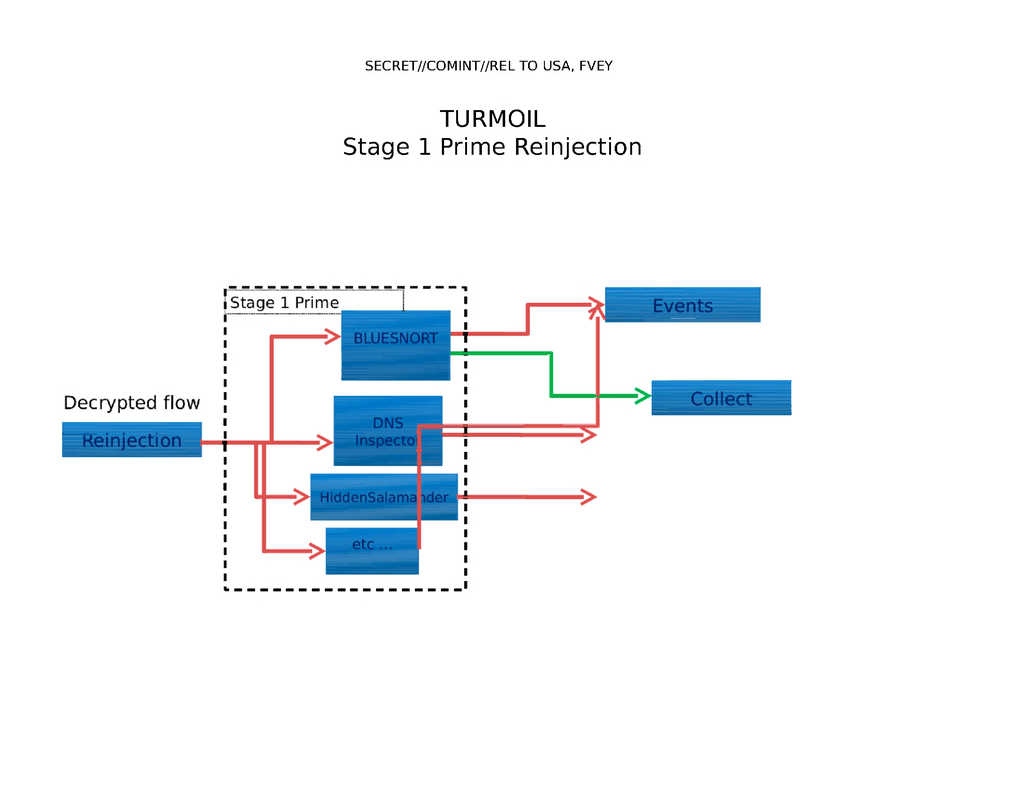 SECRET//COMINT//REL TO USA, FVEY
TURMOIL
Stage 1 Prime Reinjection
Stage 1 Prime
Events
BLUESNORT
Collect
Decrypted flow
Reinjection
DNS
Inspector
HiddenSalamander
etc ...